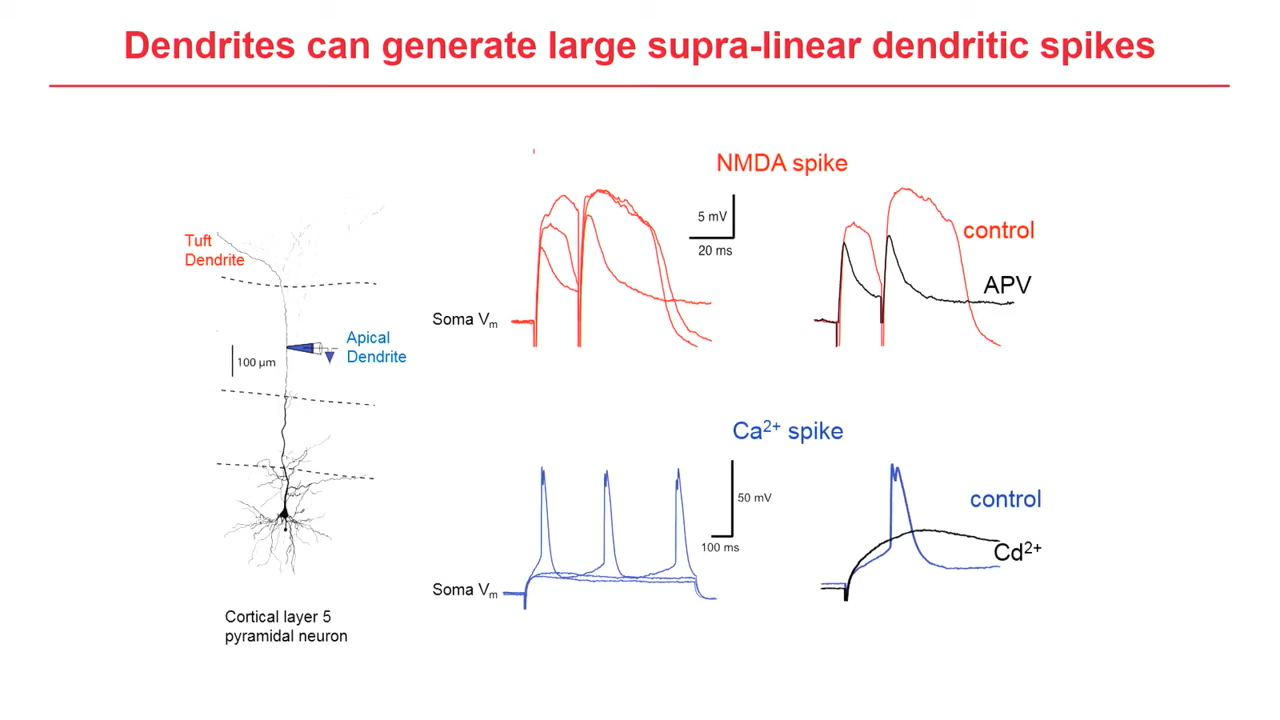 Dendrites can generate large supra-linear dendritic spikes
Tuft
Dendrite
Apical
Dendrite
100 µm
Cortical layer 5
pyramidal neuron
NMDA spike
5 mV
20 ms
Soma Vm
control
APV
Ca2+ spike
50 mV
100 ms
Soma Vm
control
Cd2+